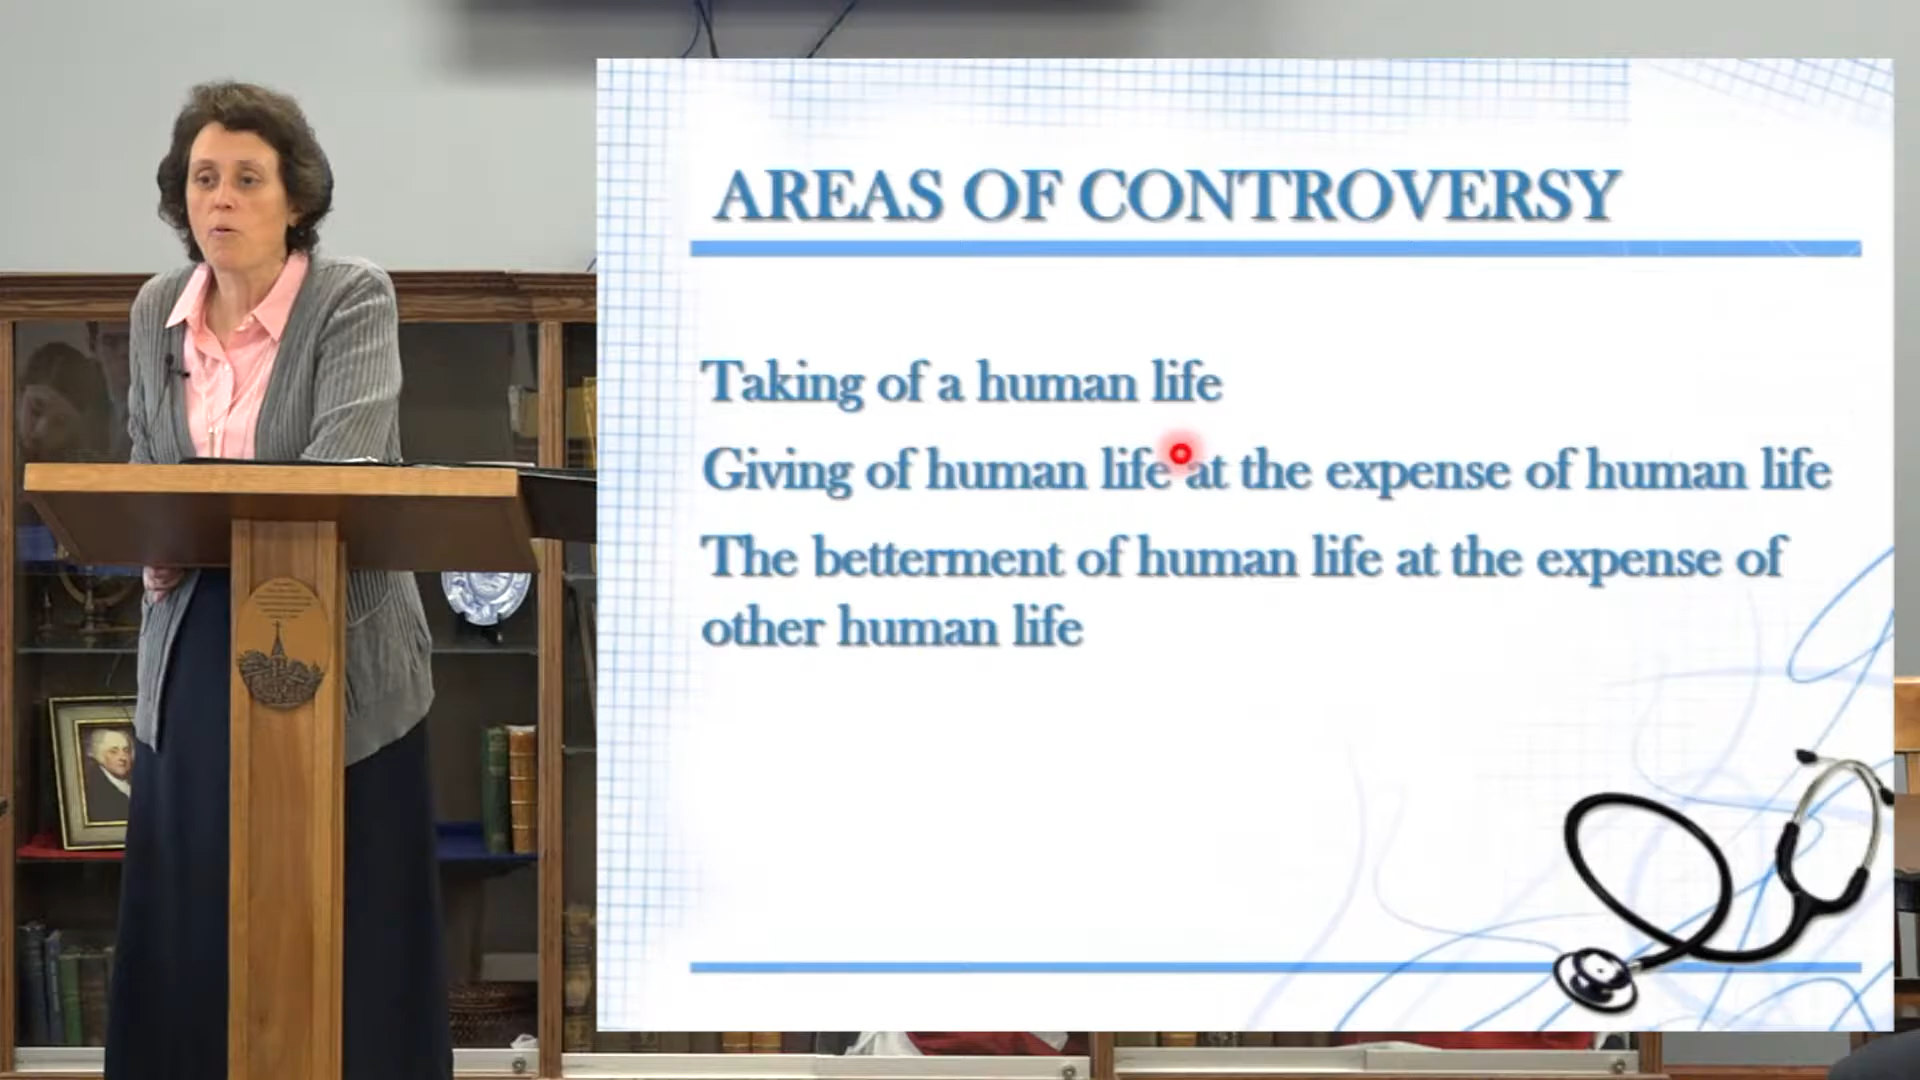 AREAS OF CONTROVERSY
Taking of a human life
Giving of human life at the expense of human life
The betterment of human life at the expense of
other human life